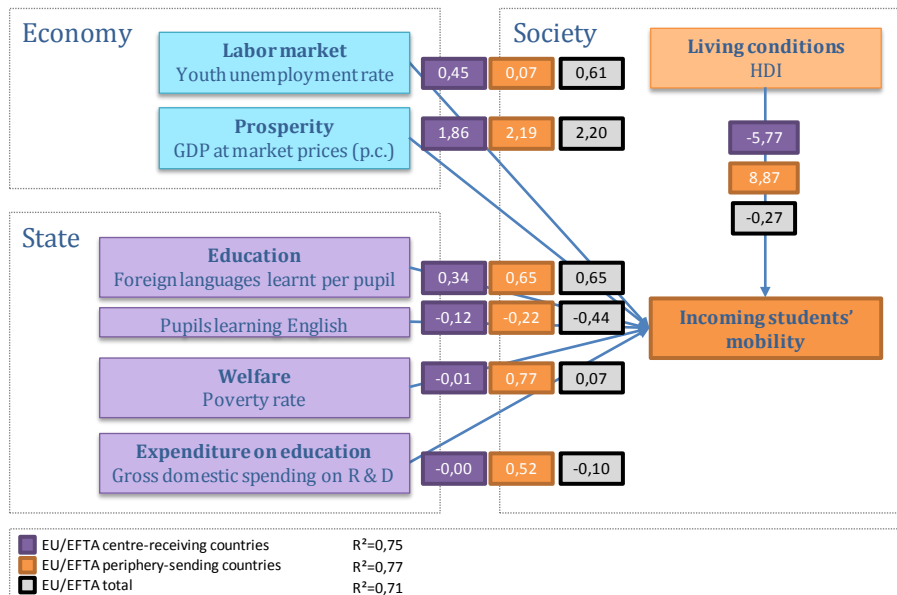 Economy
Labor market
Youth unemployment rate
0,45 0,07 0,61
Prosperity
GDP at market prices (p.c.)
1,86 2,19 2,20
Society
Living conditions
HDI
-5,77
8,87
-0,27
State
Education
Foreign languages learnt per pupil
0,34 0,65 0,65
Pupils learning English
-0,12 -0,22 -0,44
Welfare
Poverty rate
-0,01 0,77 0,07
Expenditure on education
Gross domestic spending on R & D
-0,00 0,52 -0,10
Incoming students’
mobility
EU/EFTA centre-receiving countries R²=0,75
EU/EFTA periphery-sending countries R²=0,77
EU/EFTA total R²=0,71